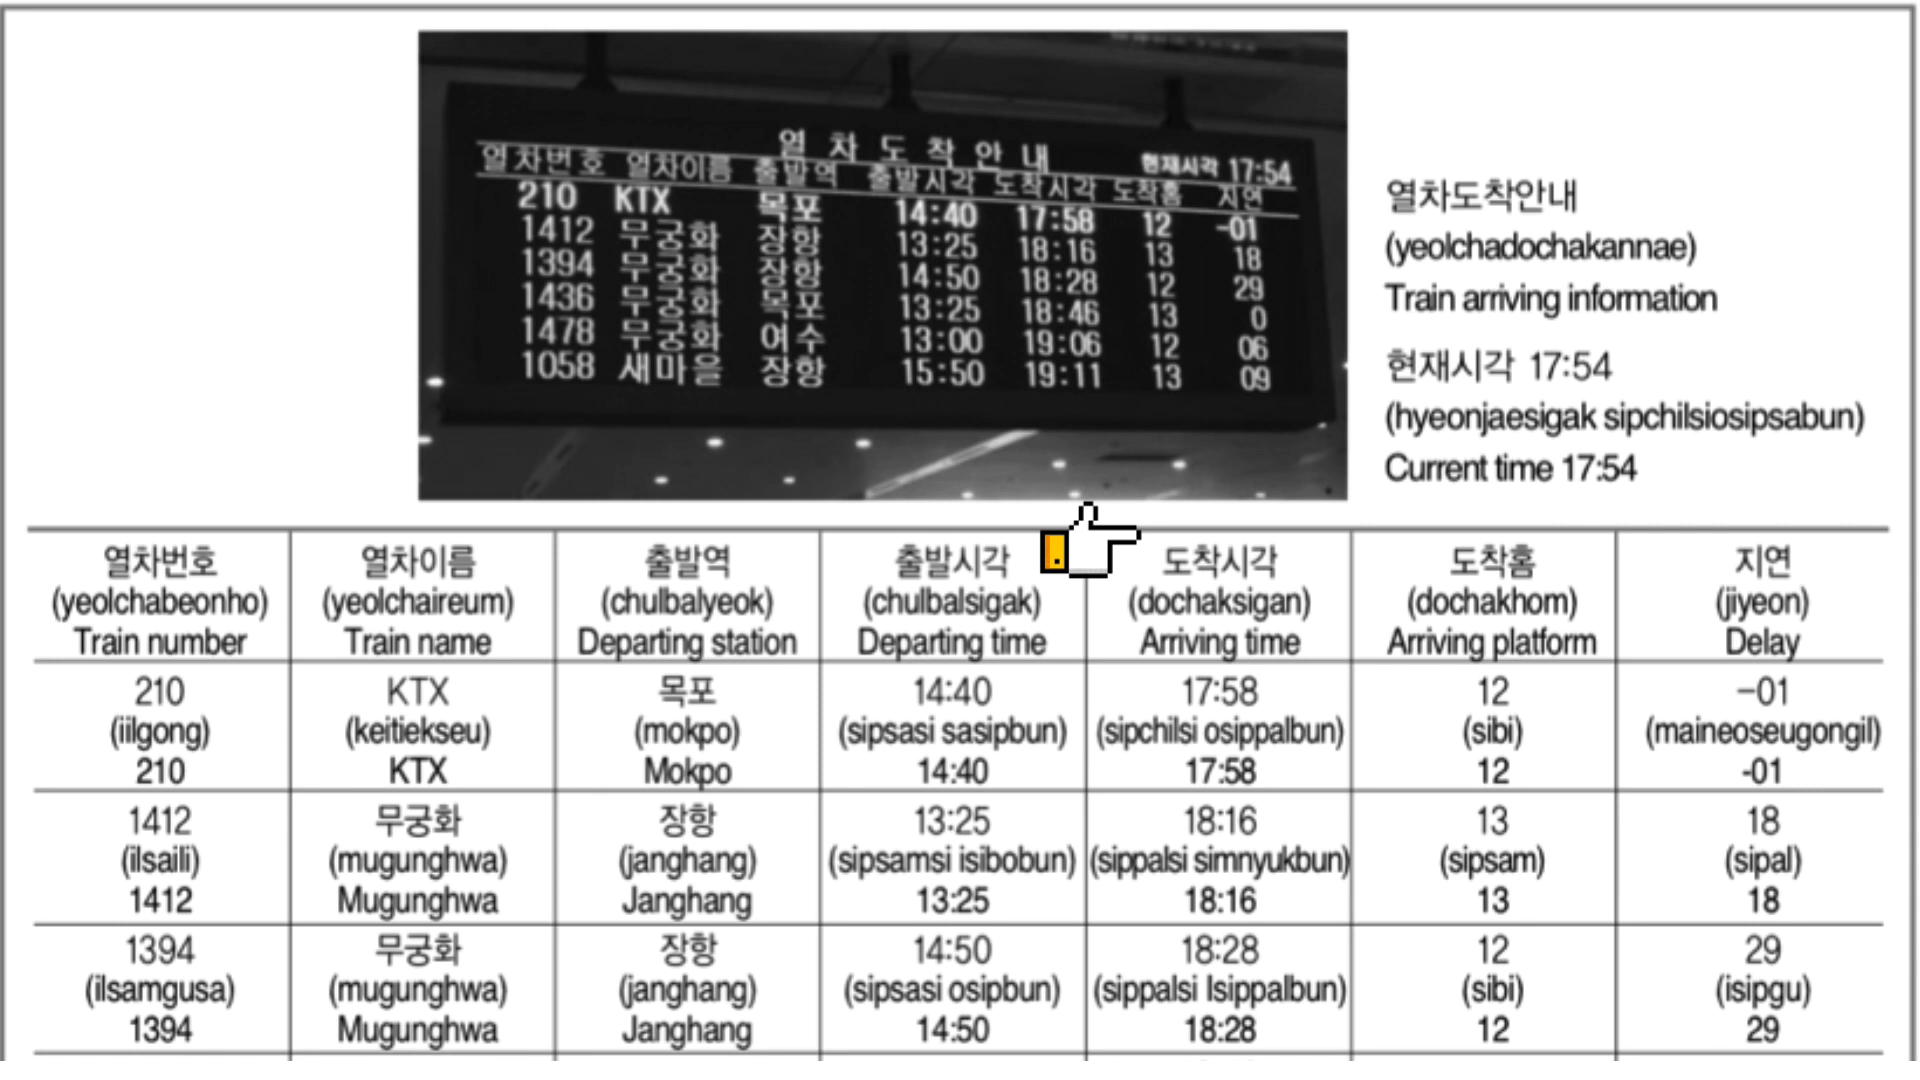 열차도착안내
현재시각 17:54
열차번호 열차이름 출발역 출발시각 도착시각 도착홈 지연
210 KTX 목포 14:40 17:58 12 -01
1412 무궁화 장항 13:25 18:16 13 18
1394 무궁화 장항 14:50 18:28 12 29
1436 무궁화 목포 13:25 18:46 13 0
1478 무궁화 여수 13:00 19:06 12 06
1058 새마을 장항 15:50 19:11 13 09
열차도착안내
(yeolchadochakannae)
Train arriving information
현재시각 17:54
(hyeonjaesigak sipchilsiosipsabun)
Current time 17:54
열차번호 열차이름 출발역 출발시각 도착시각 도착홈 지연
(yeolchabeonho) (yeolchaireum) (chulbalyeok) (chulbalsigak) (dochaksigan) (dochakhom) (jiyeon)
Train number Train name Departing station Departing time Arriving time Arriving platform Delay
210 KTX 목포 14:40 17:58 12 -01
(iilgong) (keitiekseu) (mokpo) (sipsasi sasipbun) (sipchilsi osippalbun) (sibi) (maineoseugongil)
210 KTX Mokpo 14:40 17:58 12 -01
1412 무궁화 장항 13:25 18:16 13 18
(ilsaili) (mugunghwa) (janghang) (sipsamsi isibobun) (sippalsi simnyukbun) (sipsam) (sipal)
1412 Mugunghwa Janghang 13:25 18:16 13 18
1394 무궁화 장항 14:50 18:28 12 29
(ilsamgusa) (mugunghwa) (janghang) (sipsasi osipbun) (sippalsi Isippalbun) (sibi) (isipgu)
1394 Mugunghwa Janghang 14:50 18:28 12 29